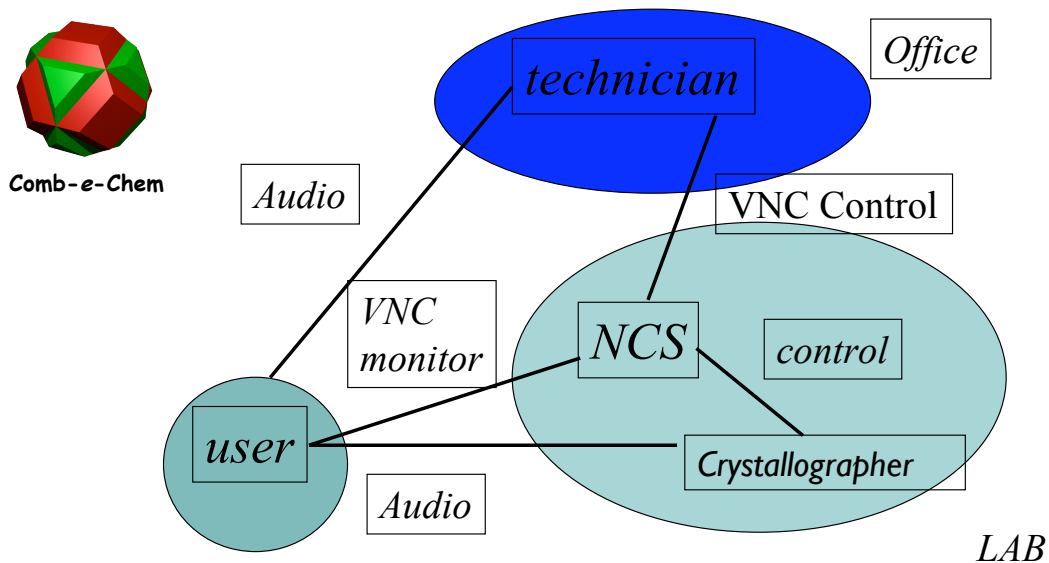 technician
Office
Comb-e-Chem
Audio
VNC Control
VNC
monitor
NCS
control
user
Crystallographer
Audio
LAB